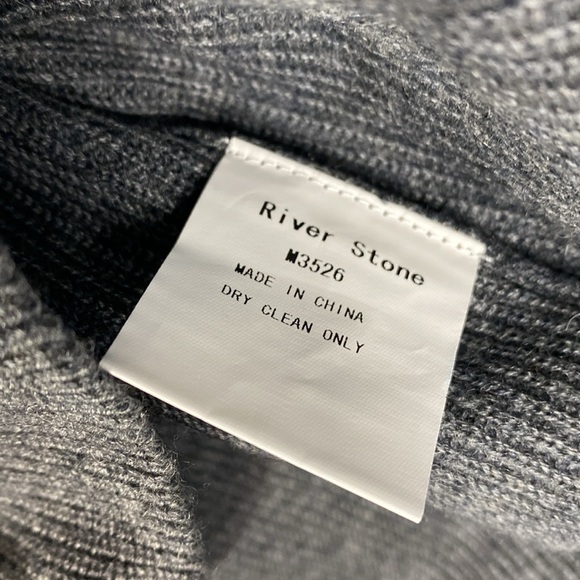 River Stone
M3526
MADE IN CHINA
DRY CLEAN ONLY